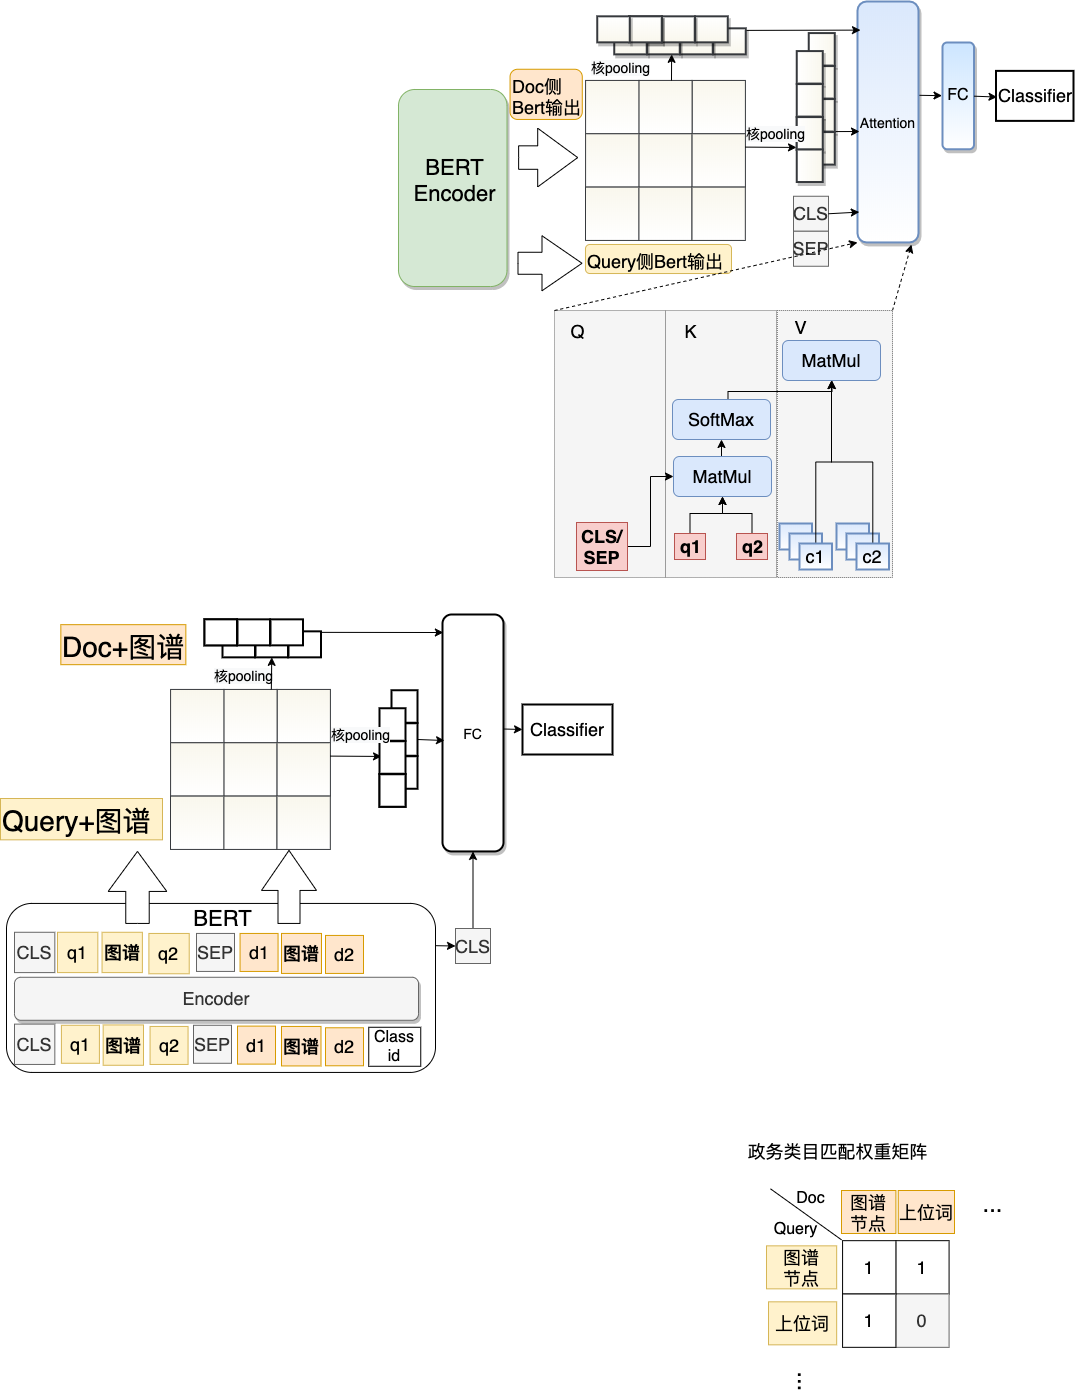 核pooling
Doc侧
Bert输出
核pooling
BERT
Encoder
Attention
FC
Classifier
CLS
SEP
Query侧Bert输出
Q
K
V
MatMul
SoftMax
MatMul
CLS/
SEP
q1
q2
c1
c2
Doc+图谱
核pooling
核pooling
FC
Classifier
Query+图谱
BERT
CLS
q1
图谱
q2
SEP
d1
图谱
d2
CLS
Encoder
CLS
q1
图谱
q2
SEP
d1
图谱
d2
Class
id
政务类目匹配权重矩阵
Doc
Query
图谱
节点
上位词
...
图谱
节点
1
1
上位词
1
0
...